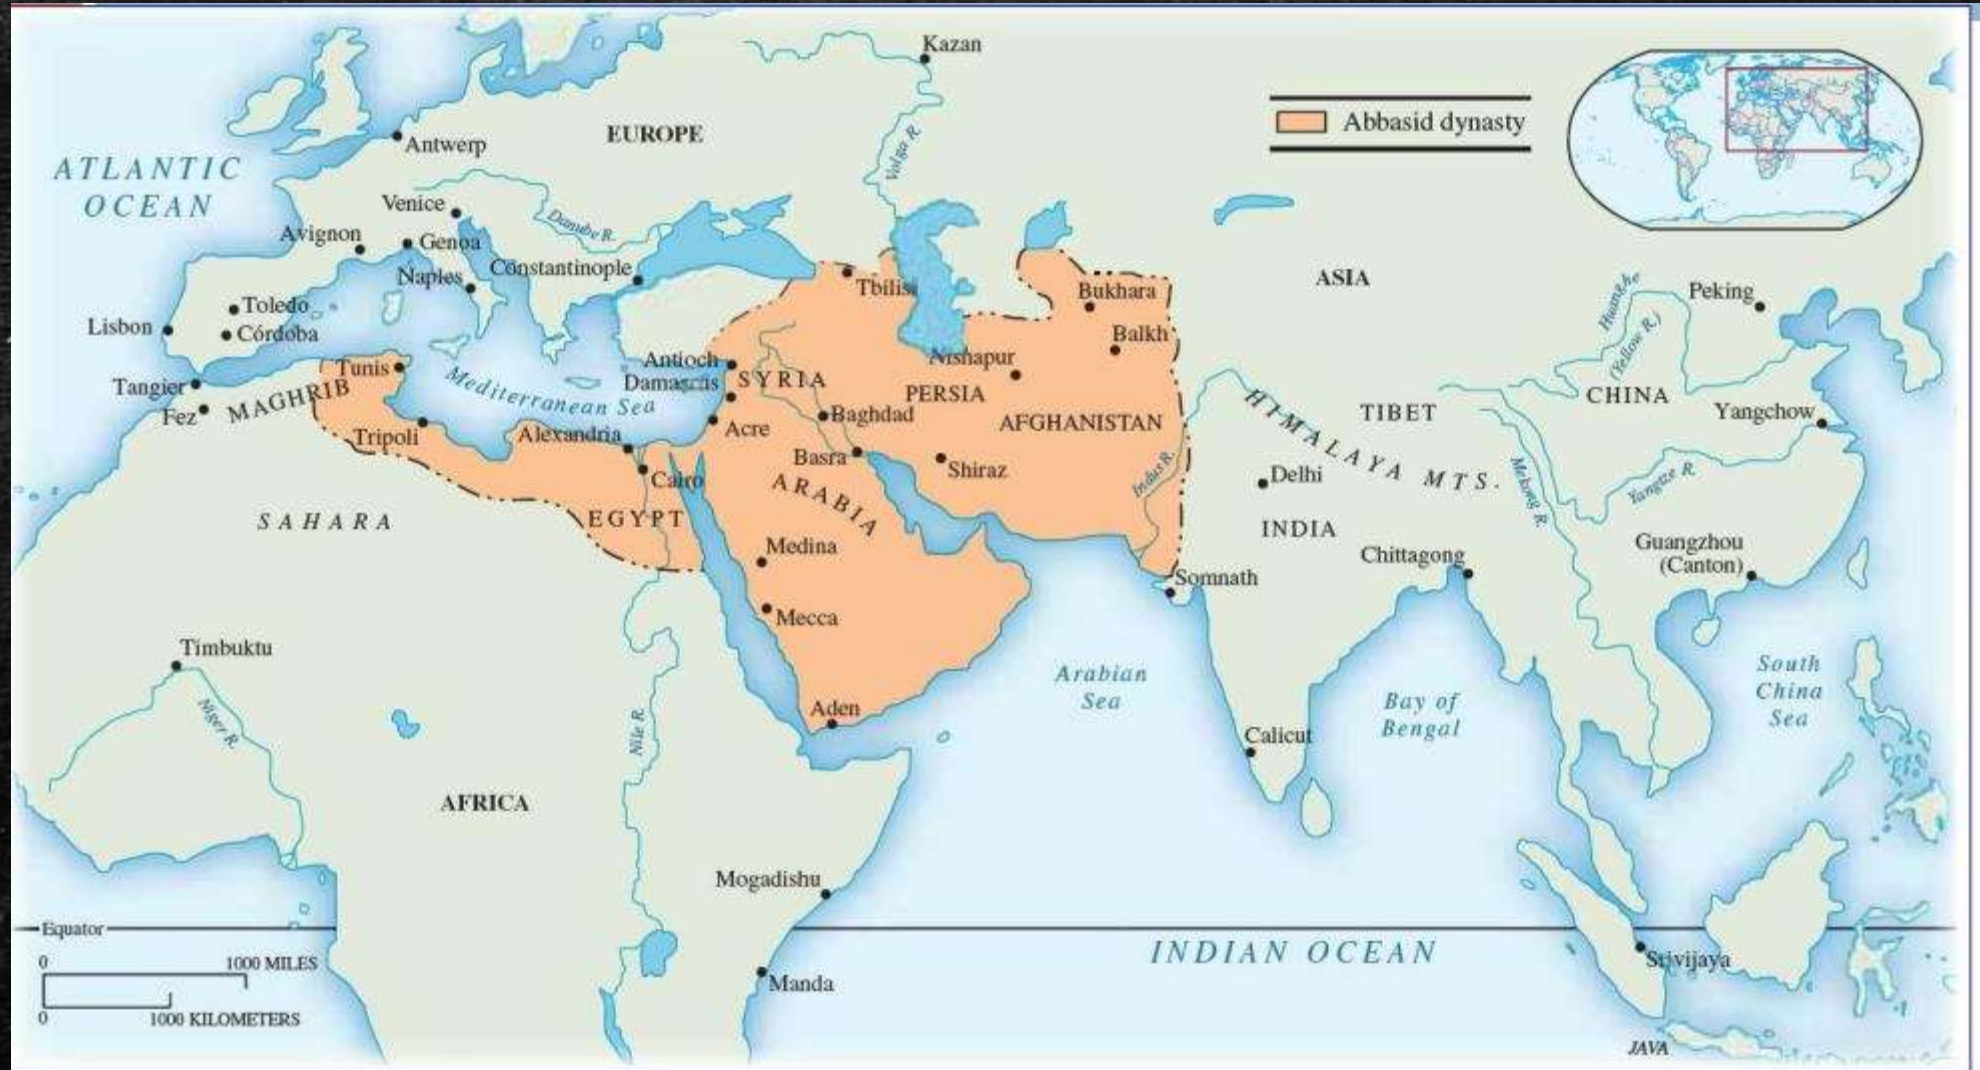 Kazan
Abbasid dynasty
EUROPE
Antwerp
ATLANTIC
OCEAN
Volga R.
Venice
Danube R.
Avignon
Genoa
Constantinople
Naples
Tbilisi
ASIA
Bukhara
Huanghe
(Yellow R.)
Peking
Toledo
Lisbon
Córdoba
Balkh
Nishapur
Antioch
Tunis
Damascus
SYRIA
Tangier
MAGHRIB
Mediterranean Sea
PERSIA
CHINA
Fez
Baghdad
AFGHANISTAN
HIMALAYA MTS.
TIBET
Yangchow
Tripoli
Alexandria
Acre
Basra
Shiraz
Indus R.
Delhi
Mekong R.
Yangtze R.
Cairo
ARABIA
SAHARA
EGYPT
INDIA
Medina
Chittagong
Guangzhou
(Canton)
Somnath
Mecca
Timbuktu
Arabian
Sea
South
China
Sea
Niger R.
Nile R.
Aden
Bay of
Bengal
Calicut
AFRICA
Mogadishu
Equator
INDIAN OCEAN
Srivijaya
0 1000 MILES
Manda
0 1000 KILOMETERS
JAVA